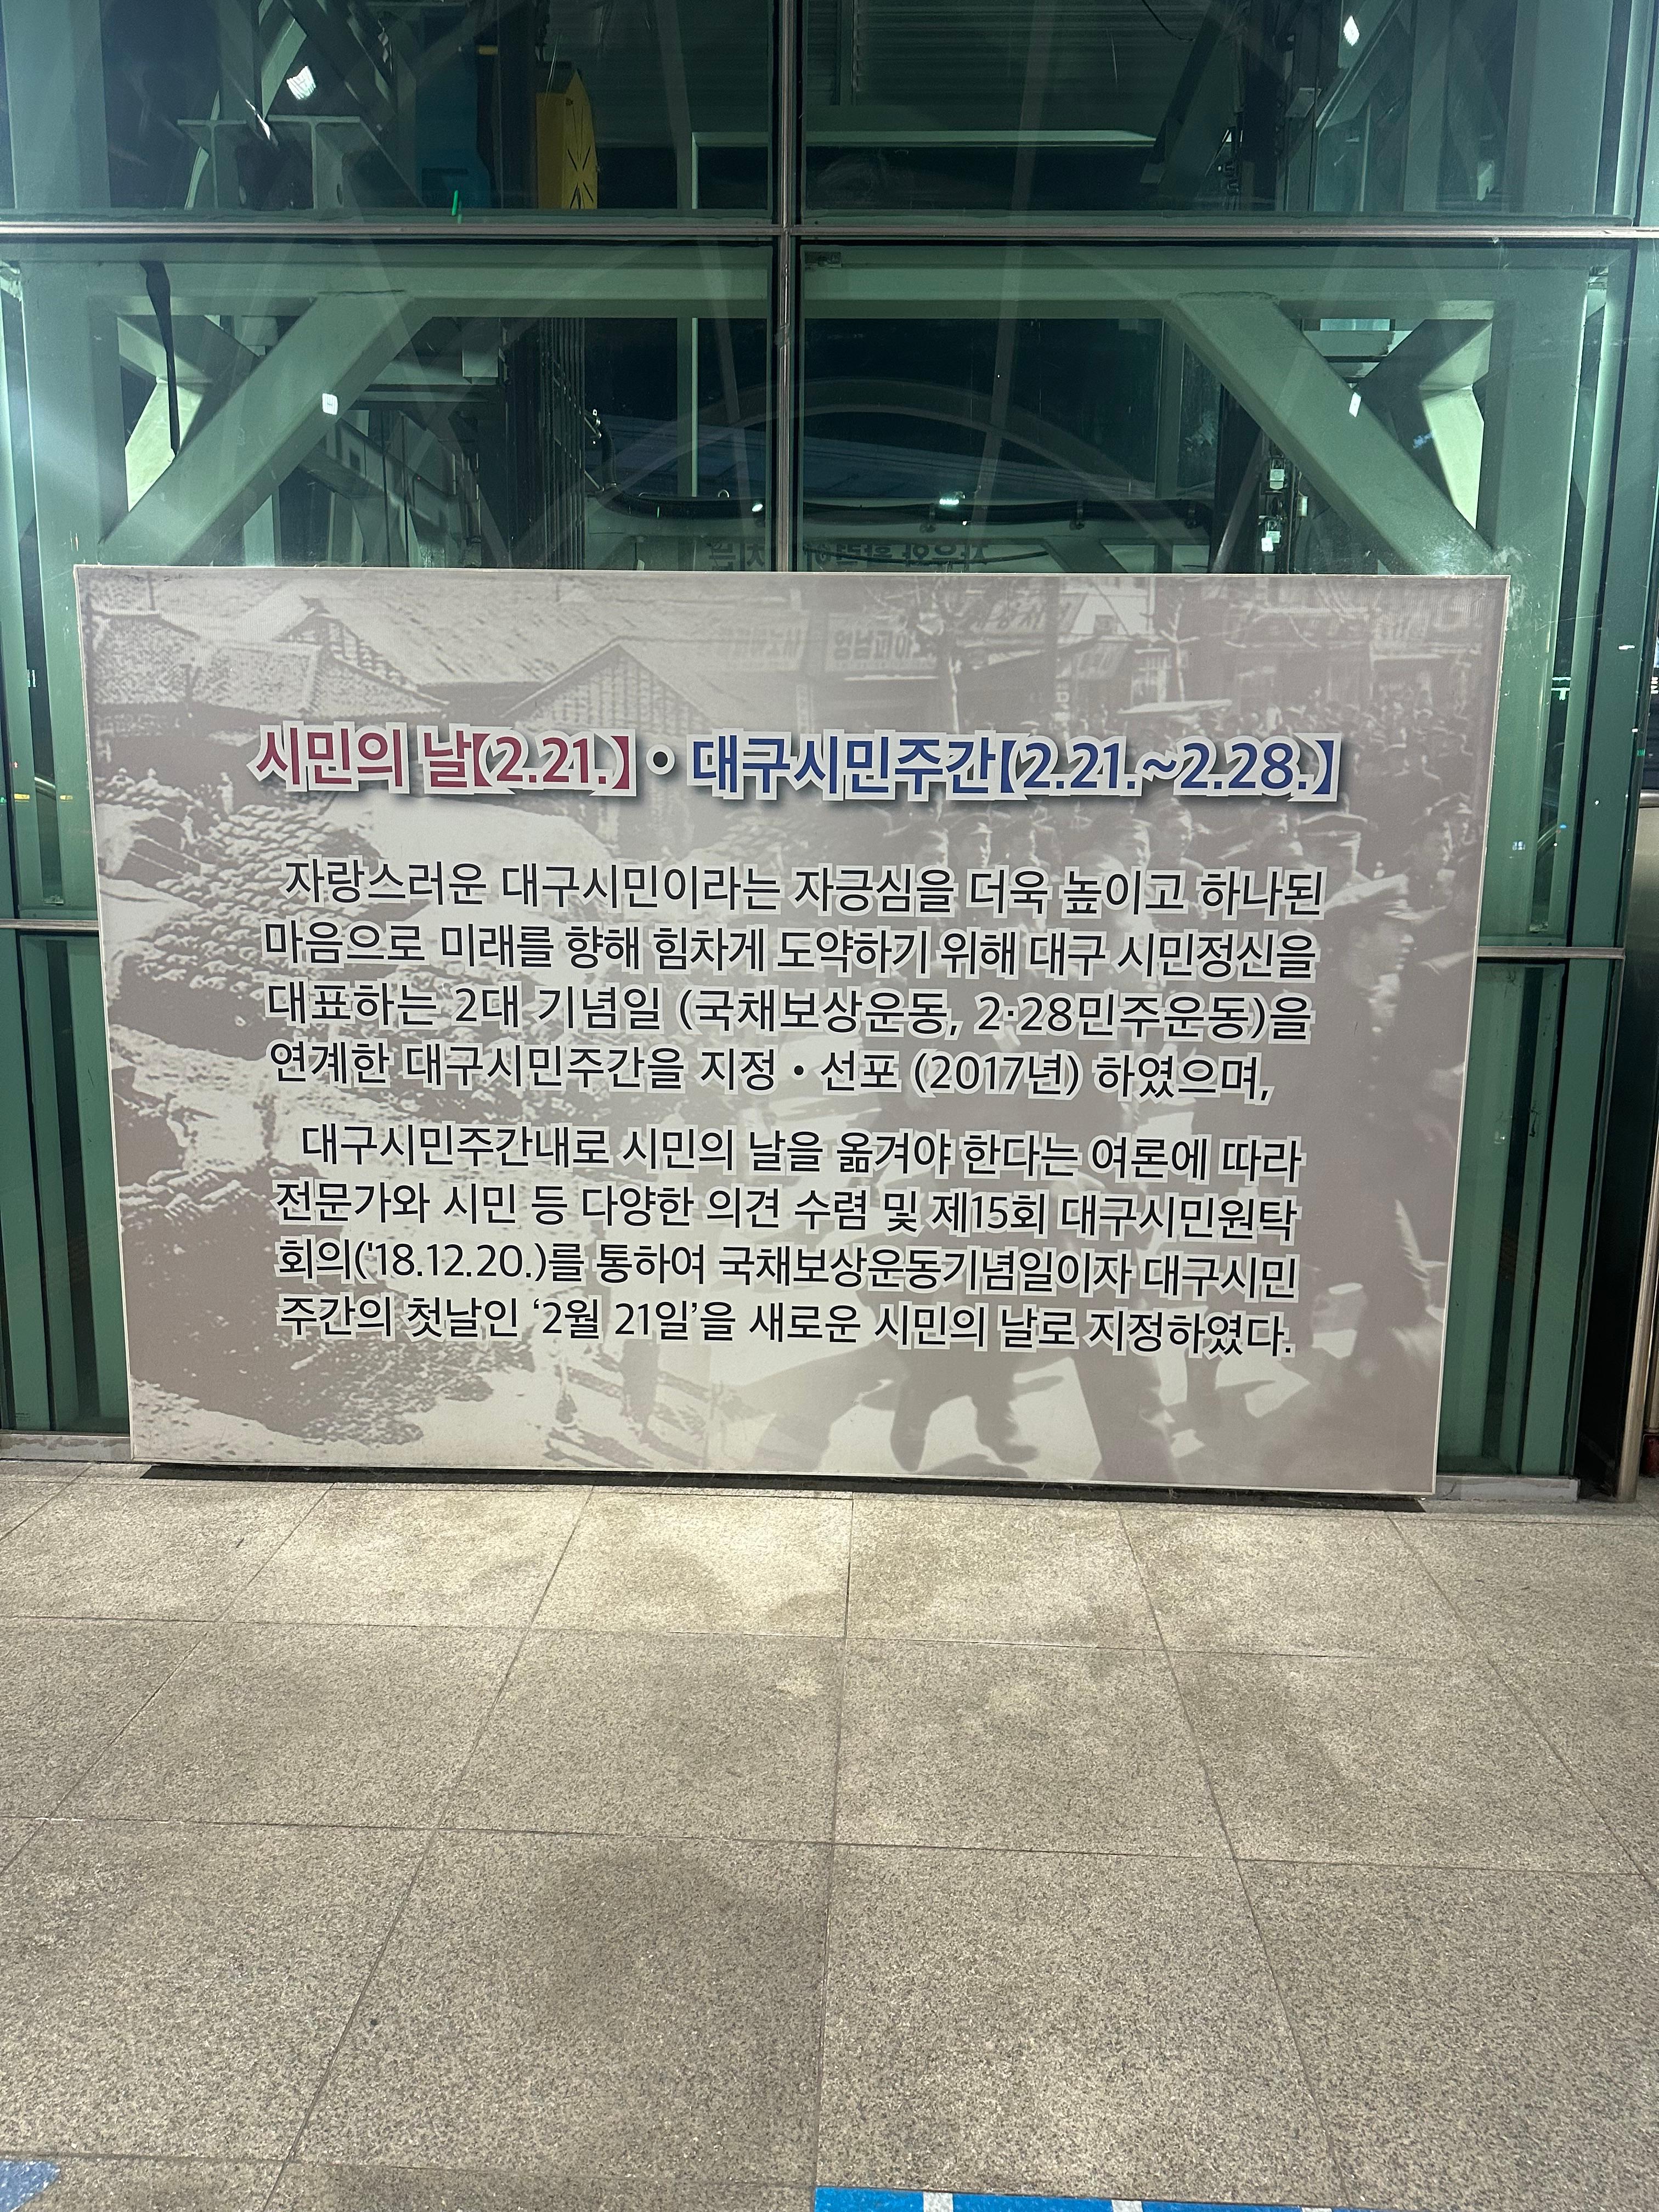 시민의 날【2.21.】 • 대구시민주간【2.21.~2.28.】
자랑스러운 대구시민이라는 자긍심을 더욱 높이고 하나된
마음으로 미래를 향해 힘차게 도약하기 위해 대구 시민정신을
대표하는 2대 기념일 (국채보상운동, 2·28민주운동)을
연계한 대구시민주간을 지정 • 선포 (2017년) 하였으며,
대구시민주간내로 시민의 날을 옮겨야 한다는 여론에 따라
전문가와 시민 등 다양한 의견 수렴 및 제15회 대구시민원탁
회의('18.12.20.)를 통하여 국채보상운동기념일이자 대구시민
주간의 첫날인 ‘2월 21일’을 새로운 시민의 날로 지정하였다.